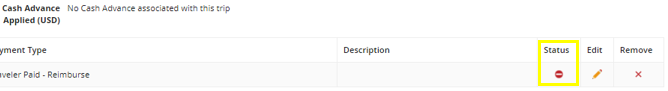 Cash Advance No Cash Advance associated with this trip
Applied (USD)
yment Type Description Status Edit Remove
aveler Paid - Reimburse